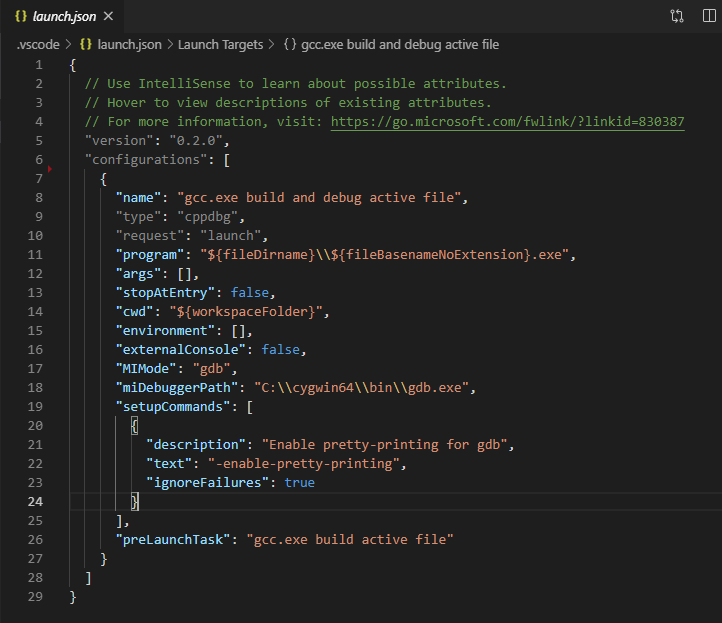 {} launch.json ×
.vscode > {} launch.json > Launch Targets > {} gcc.exe build and debug active file
1 {
2 // Use IntelliSense to learn about possible attributes.
3 // Hover to view descriptions of existing attributes.
4 // For more information, visit: https://go.microsoft.com/fwlink/?linkid=830387
5 "version": "0.2.0",
6 "configurations": [
7 {
8 "name": "gcc.exe build and debug active file",
9 "type": "cppdbg",
10 "request": "launch",
11 "program": "${fileDirname}\\${fileBasenameNoExtension}.exe",
12 "args": [],
13 "stopAtEntry": false,
14 "cwd": "${workspaceFolder}",
15 "environment": [],
16 "externalConsole": false,
17 "MIMode": "gdb",
18 "miDebuggerPath": "C:\\cygwin64\\bin\\gdb.exe",
19 "setupCommands": [
20 {
21 "description": "Enable pretty-printing for gdb",
22 "text": "-enable-pretty-printing",
23 "ignoreFailures": true
24 }
25 ],
26 "preLaunchTask": "gcc.exe build active file"
27 }
28 ]
29 }